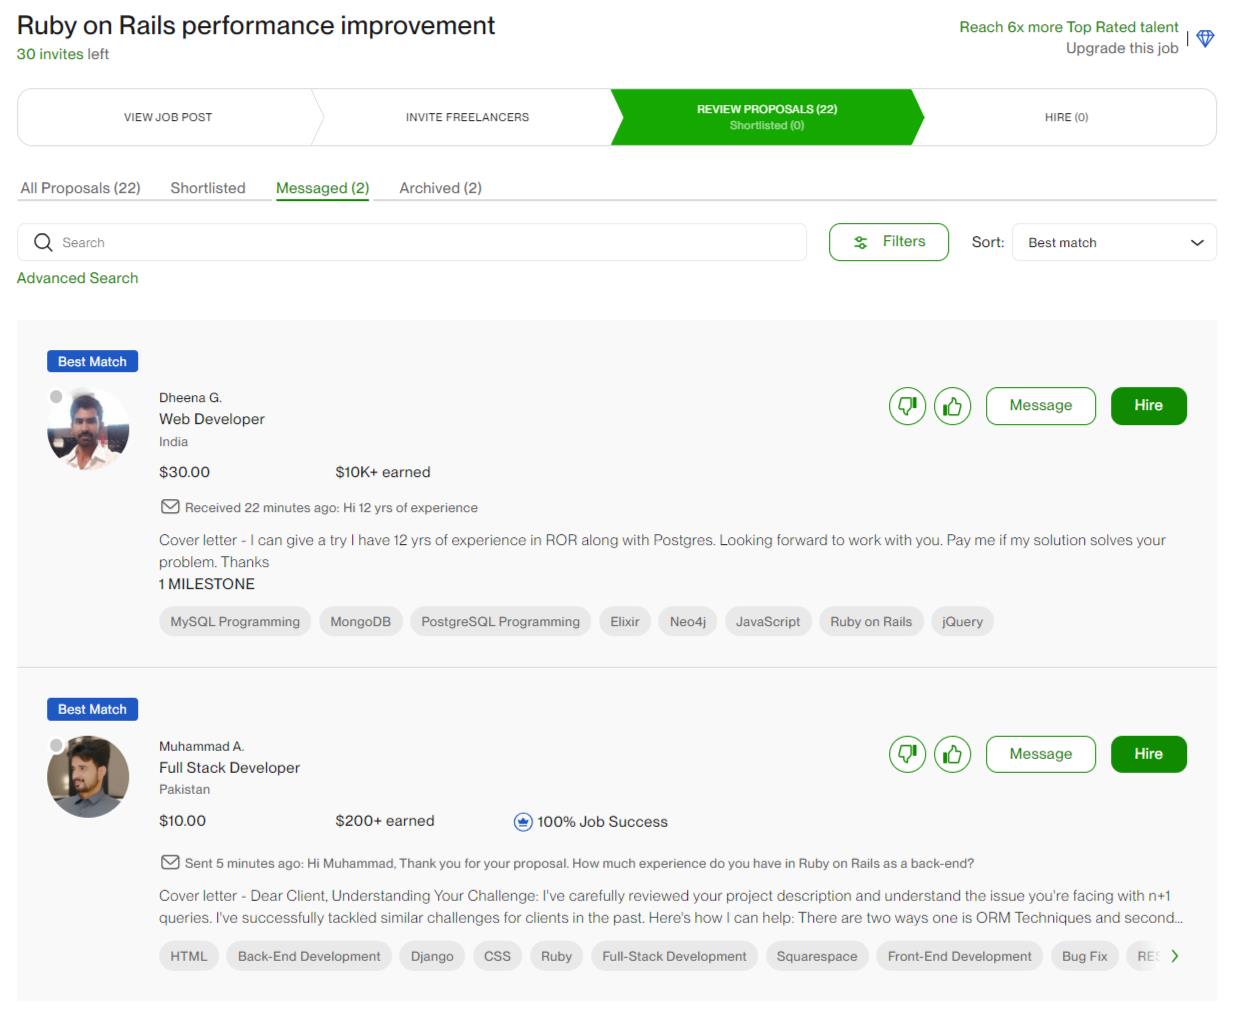 Ruby on Rails performance improvement
30 invites left
Reach 6x more Top Rated talent
Upgrade this job
VIEW JOB POST
INVITE FREELANCERS
REVIEW PROPOSALS (22)
Shortlisted (0)
HIRE (0)
All Proposals (22)
Shortlisted
Messaged (2)
Archived (2)
Search
Filters
Sort:
Best match
Advanced Search
Best Match
Dheena G.
Web Developer
India
Message
Hire
$30.00
$10K+ earned
Received 22 minutes ago: Hi 12 yrs of experience
Cover letter - I can give a try I have 12 yrs of experience in ROR along with Postgres. Looking forward to work with you. Pay me if my solution solves your
problem. Thanks
1 MILESTONE
MySQL Programming
MongoDB
PostgreSQL Programming
Elixir
Neo4j
JavaScript
Ruby on Rails
jQuery
Best Match
Muhammad A.
Full Stack Developer
Pakistan
Message
Hire
$10.00
$200+ earned
100% Job Success
Sent 5 minutes ago: Hi Muhammad, Thank you for your proposal. How much experience do you have in Ruby on Rails as a back-end?
Cover letter - Dear Client, Understanding Your Challenge: I've carefully reviewed your project description and understand the issue you're facing with n+1
queries. I've successfully tackled similar challenges for clients in the past. Here's how I can help: There are two ways one is ORM Techniques and second...
HTML
Back-End Development
Django
CSS
Ruby
Full-Stack Development
Squarespace
Front-End Development
Bug Fix